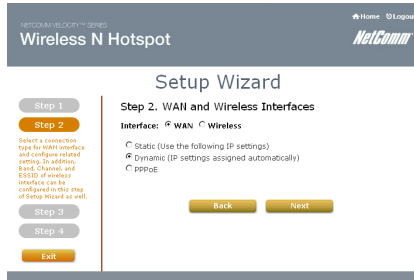 Home Logout
NETCOMM VELOCITY™ SERIES
Wireless N Hotspot
NetComm
Setup Wizard
Step 1
Step 2
Select a connection
type for WAN interface
and configure related
setting. In addition,
Band, Channel, and
ESSID of wireless
interface can be
configured in this step
of Setup Wizard as well.
Step 3
Step 4
Exit
Step 2. WAN and Wireless Interfaces
Interface: WAN Wireless
Static (Use the following IP settings)
Dynamic (IP settings assigned automatically)
PPPoE
Back Next